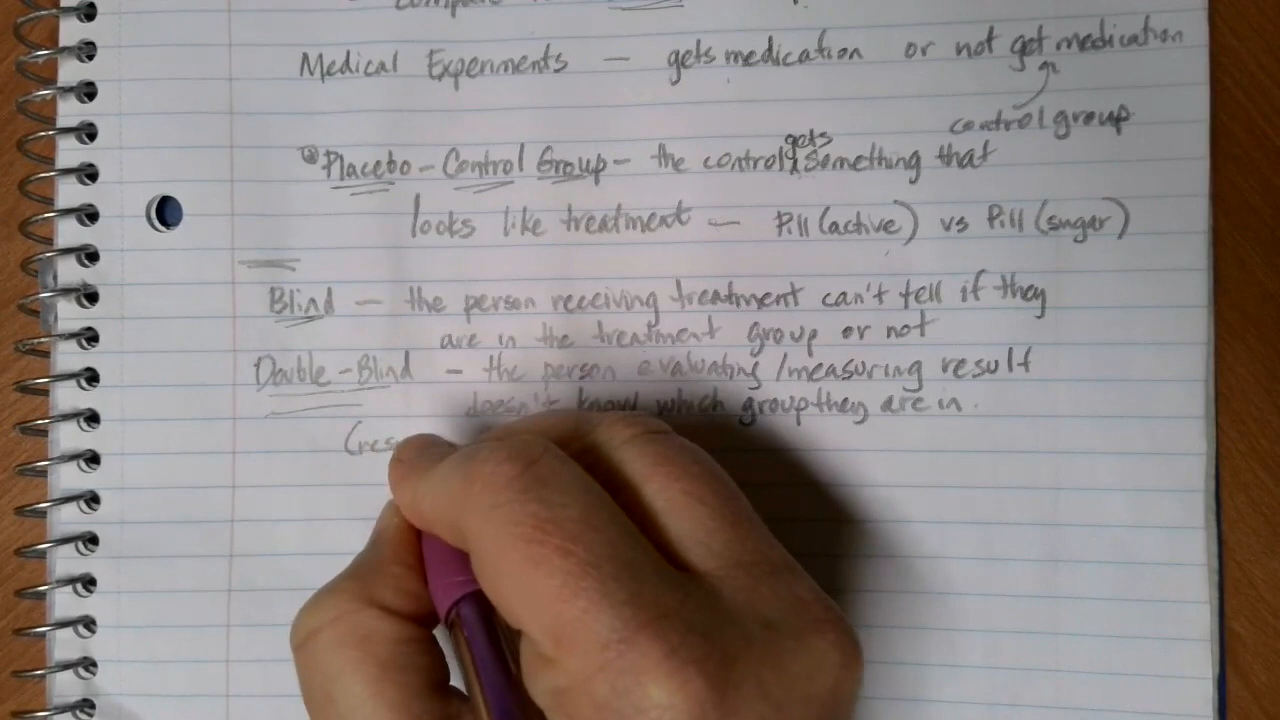 Medical Experiments — gets medication or not get medication
control group
gets
Placebo - Control Group - the control something that
looks like treatment - Pill (active) vs Pill (sugar)
Blind - the person receiving treatment can't tell if they
are in the treatment group or not
Double-Blind - the person evaluating/measuring result
doesn't know which group they are in.
(res